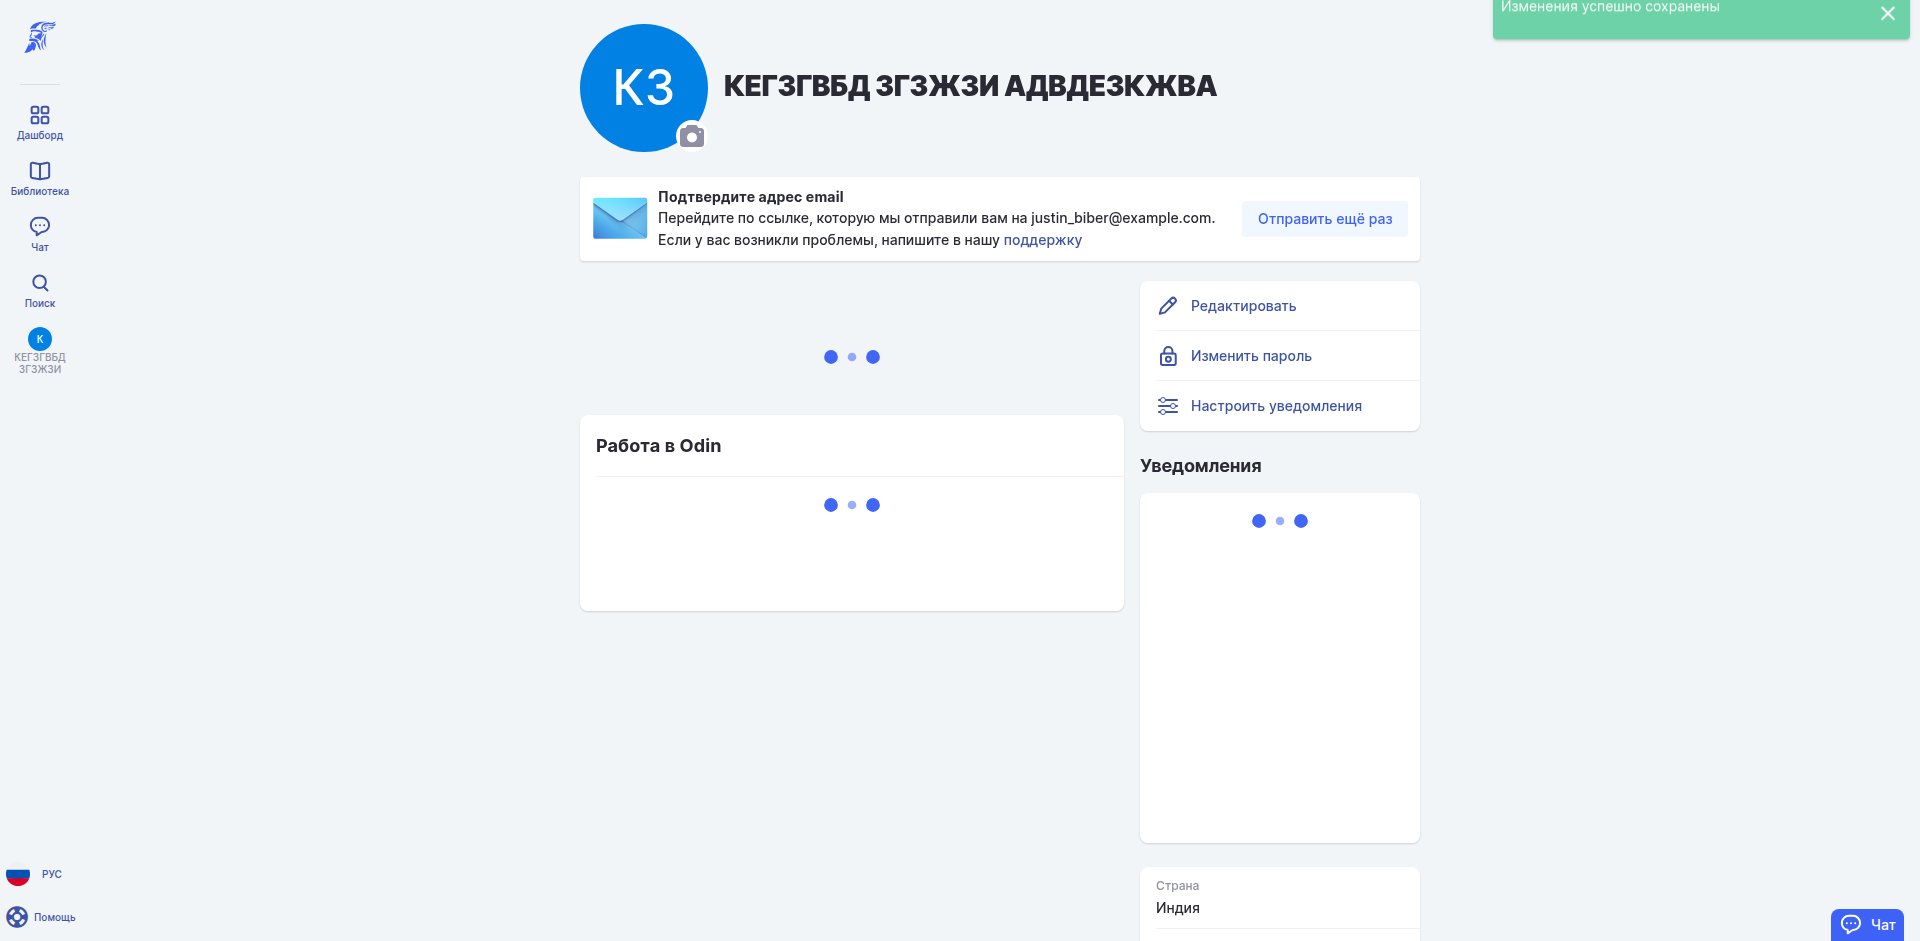 Изменения успешно сохранены
Дашборд
Библиотека
Чат
Поиск
К
КЕГЗГВБД
ЗГЗЖЗИ
РУС
Помощь
КЗ
КЕГЗГВБД ЗГЗЖЗИ АДВДЕЗКЖВА
Подтвердите адрес email
Перейдите по ссылке, которую мы отправили вам на justin_biber@example.com.
Если у вас возникли проблемы, напишите в нашу поддержку
Отправить ещё раз
Работа в Odin
Редактировать
Изменить пароль
Настроить уведомления
Уведомления
Страна
Индия
Чат